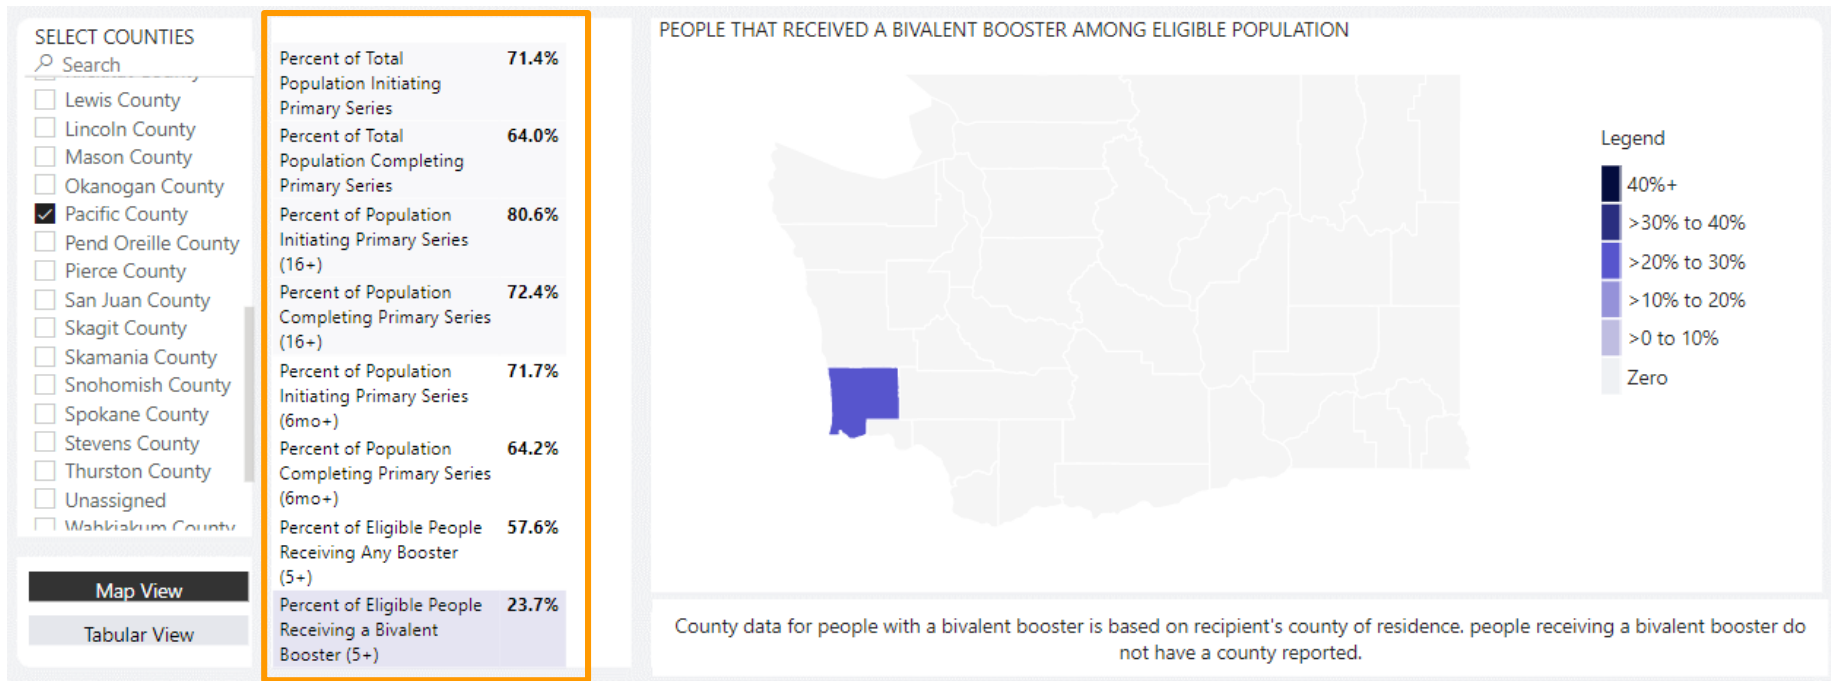 SELECT COUNTIES
Search
Lewis County
Lincoln County
Mason County
Okanogan County
Pacific County
Pend Oreille County
Pierce County
San Juan County
Skagit County
Skamania County
Snohomish County
Spokane County
Stevens County
Thurston County
Unassigned
Wahkiakum County
Map View
Tabular View
Percent of Total 71.4%
Population Initiating
Primary Series
Percent of Total 64.0%
Population Completing
Primary Series
Percent of Population 80.6%
Initiating Primary Series
(16+)
Percent of Population 72.4%
Completing Primary Series
(16+)
Percent of Population 71.7%
Initiating Primary Series
(6mo+)
Percent of Population 64.2%
Completing Primary Series
(6mo+)
Percent of Eligible People 57.6%
Receiving Any Booster
(5+)
Percent of Eligible People 23.7%
Receiving a Bivalent
Booster (5+)
PEOPLE THAT RECEIVED A BIVALENT BOOSTER AMONG ELIGIBLE POPULATION
Legend
40%+
>30% to 40%
>20% to 30%
>10% to 20%
>0 to 10%
Zero
County data for people with a bivalent booster is based on recipient's county of residence. people receiving a bivalent booster do
not have a county reported.